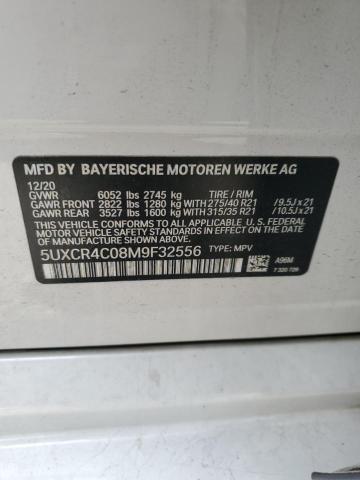 MFD BY BAYERISCHE MOTOREN WERKE AG
12/20
GVWR 6052 lbs 2745 kg TIRE / RIM
GAWR FRONT 2822 lbs 1280 kg WITH 275/40 R21 /9.5J x 21
GAWR REAR 3527 lbs 1600 kg WITH 315/35 R21 /10.5J x 21
THIS VEHICLE CONFORMS TO ALL APPLICABLE U.S. FEDERAL
MOTOR VEHICLE SAFETY STANDARDS IN EFFECT ON THE
DATE OF MANUFACTURE SHOWN ABOVE.
5UXCR4C08M9F32556 TYPE: MPV
A96M
7 320 726